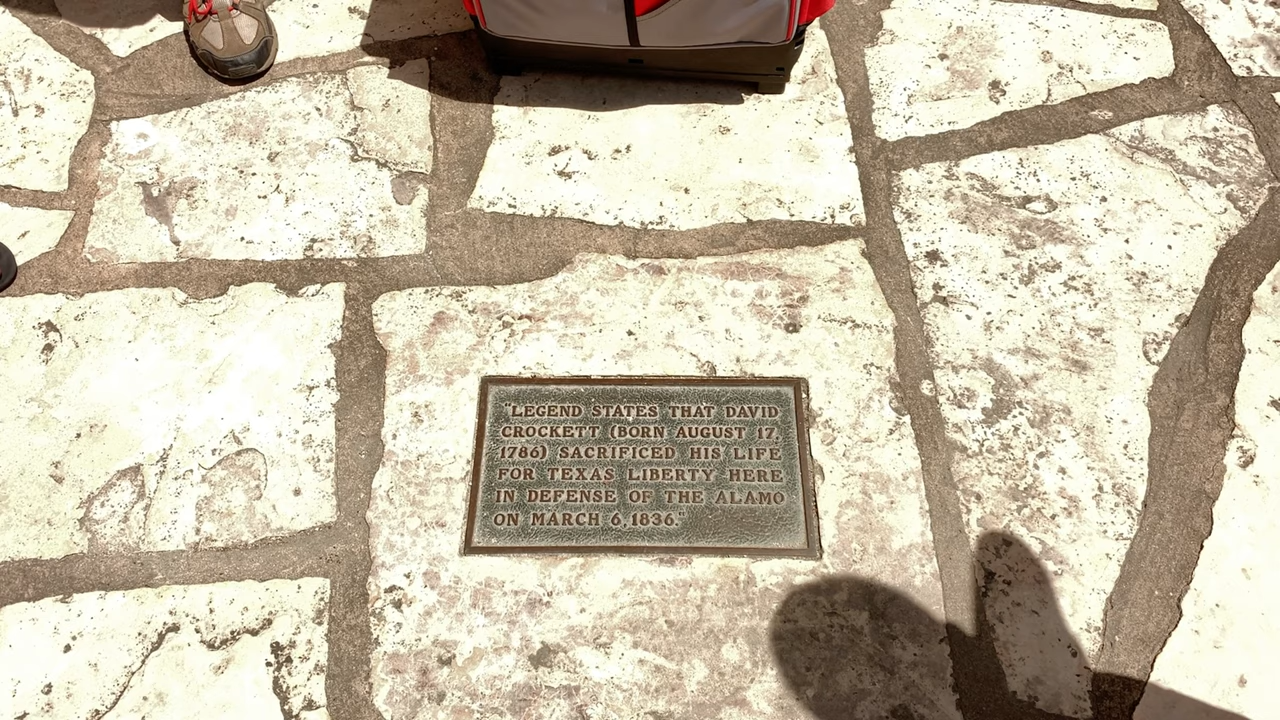 "LEGEND STATES THAT DAVID
CROCKETT (BORN AUGUST 17,
1786) SACRIFICED HIS LIFE
FOR TEXAS LIBERTY HERE
IN DEFENSE OF THE ALAMO
ON MARCH 6, 1836."